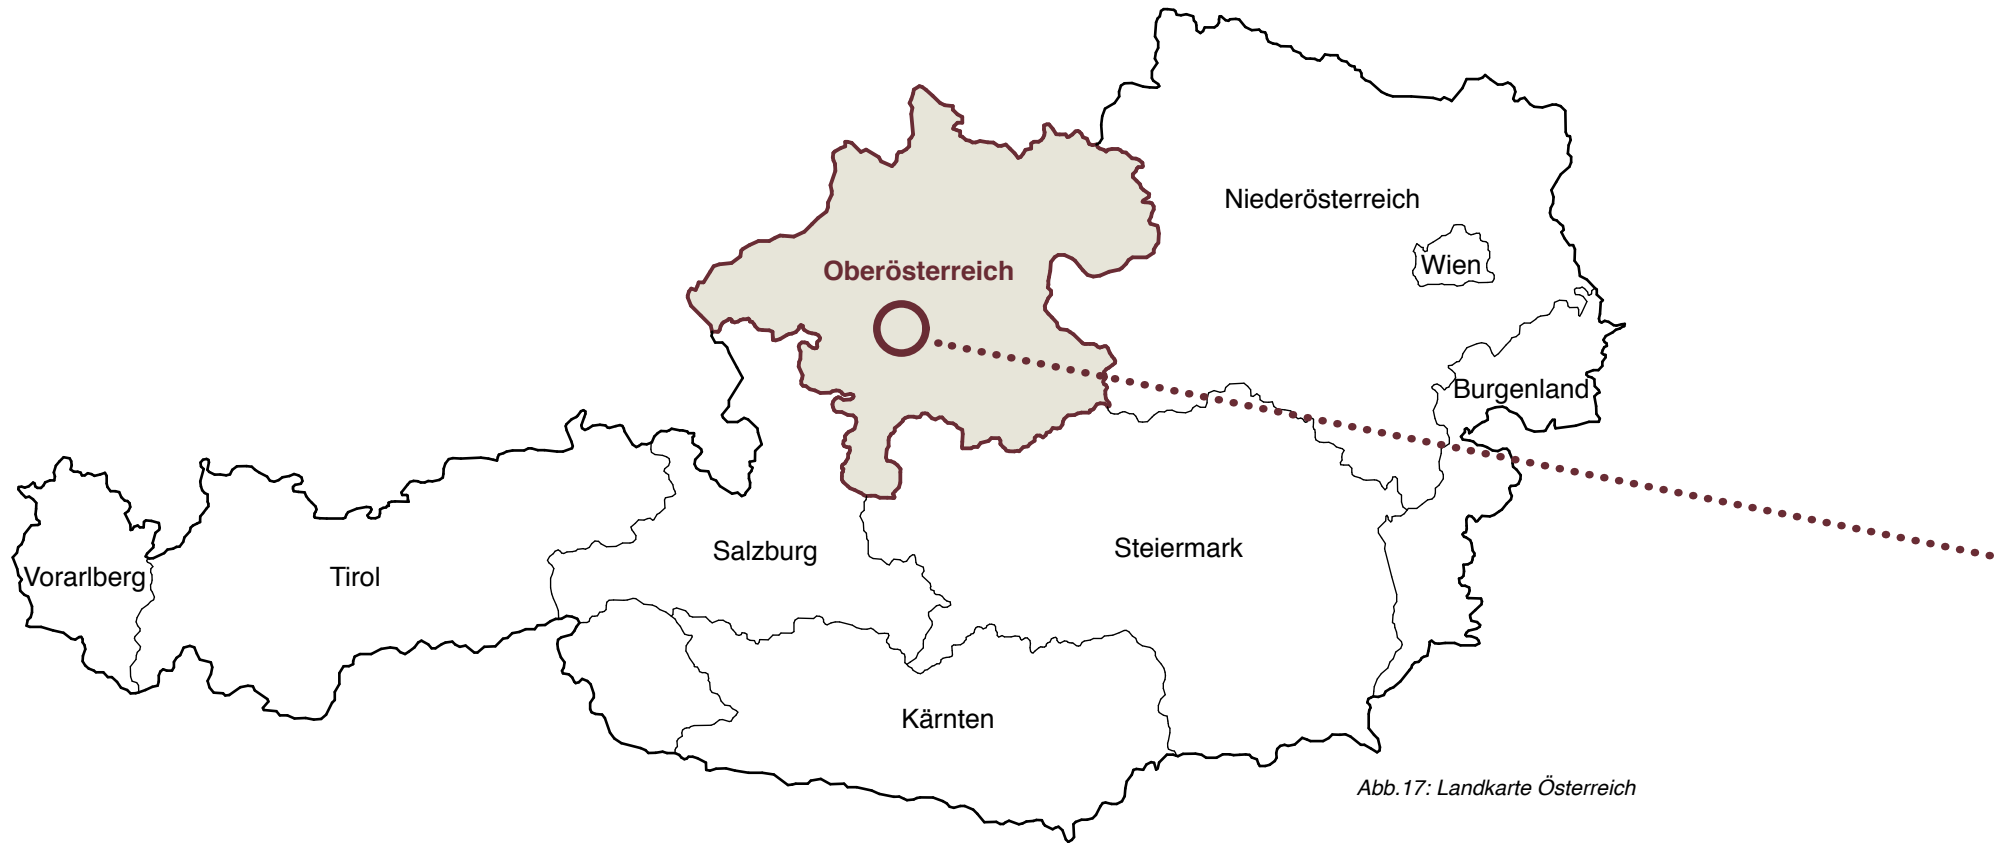 Niederösterreich
Wien
Oberösterreich
Burgenland
Salzburg
Steiermark
Vorarlberg
Tirol
Kärnten
Abb.17: Landkarte Österreich